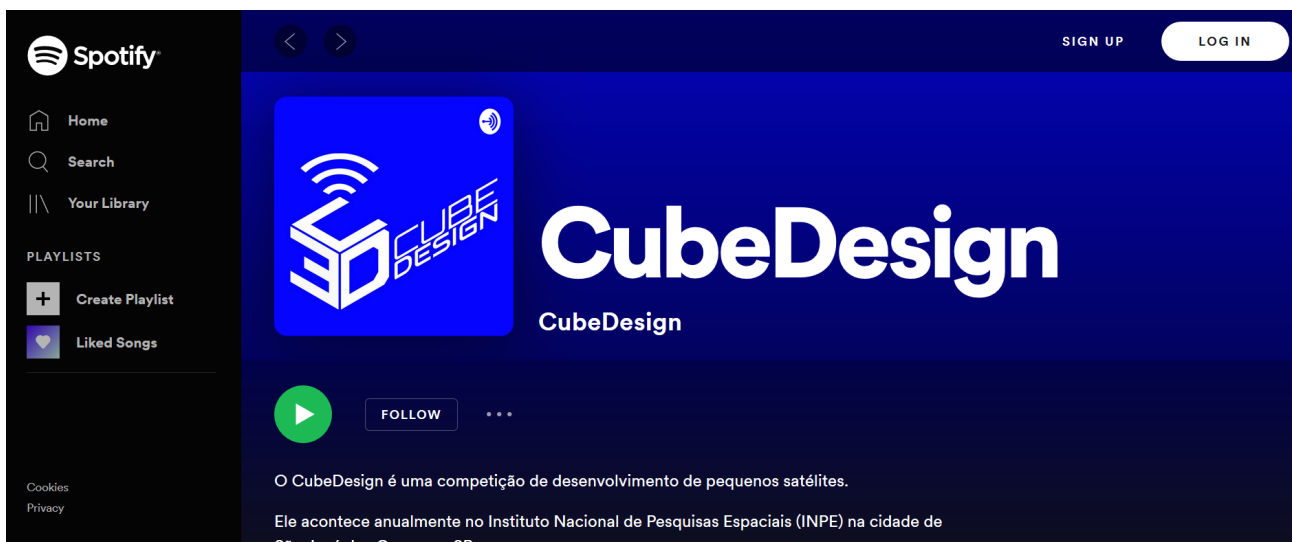 Spotify
SIGN UP
LOG IN
Home
Search
Your Library
PLAYLISTS
Create Playlist
Liked Songs
Cookies
Privacy
3D
CUBE
DESIGN
CubeDesign
CubeDesign
FOLLOW
O CubeDesign é uma competição de desenvolvimento de pequenos satélites.
Ele acontece anualmente no Instituto Nacional de Pesquisas Espaciais (INPE) na cidade de